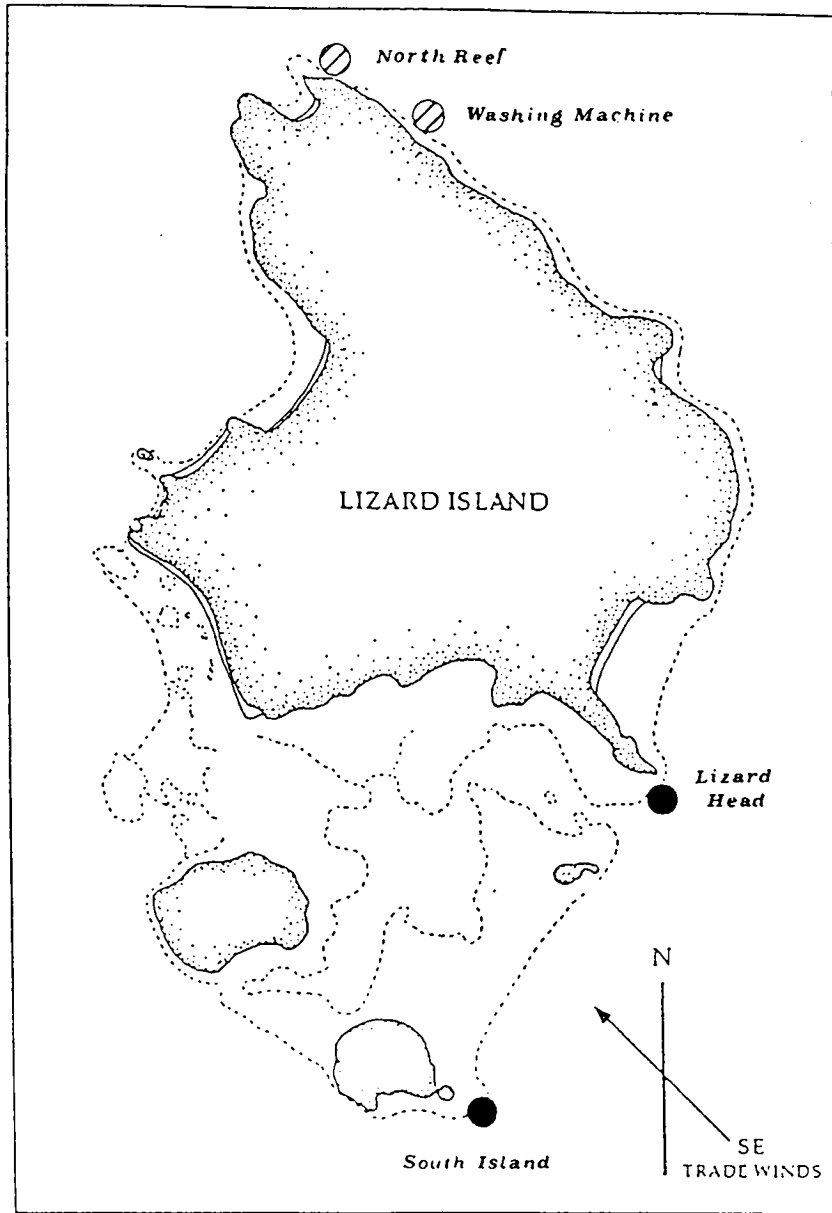 North Reef
Washing Machine
LIZARD ISLAND
Lizard
Head
N
SE
TRADE WINDS
South Island